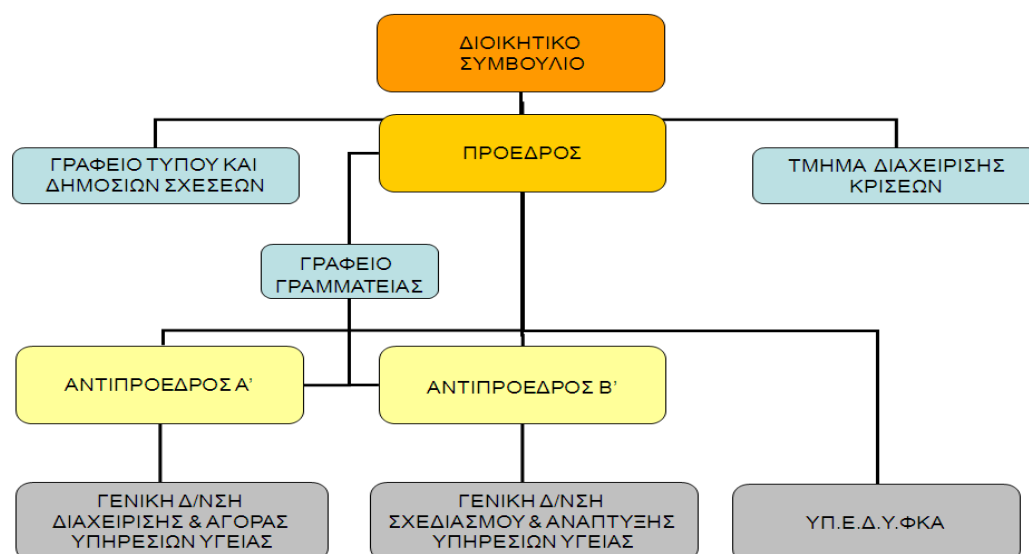 ΔΙΟΙΚΗΤΙΚΟ
ΣΥΜΒΟΥΛΙΟ
ΠΡΟΕΔΡΟΣ
ΓΡΑΦΕΙΟ ΤΥΠΟΥ ΚΑΙ
ΔΗΜΟΣΙΩΝ ΣΧΕΣΕΩΝ
ΤΜΗΜΑ ΔΙΑΧΕΙΡΙΣΗΣ
ΚΡΙΣΕΩΝ
ΓΡΑΦΕΙΟ
ΓΡΑΜΜΑΤΕΙΑΣ
ΑΝΤΙΠΡΟΕΔΡΟΣ Α'
ΑΝΤΙΠΡΟΕΔΡΟΣ Β'
ΓΕΝΙΚΗ Δ/ΝΣΗ
ΔΙΑΧΕΙΡΙΣΗΣ & ΑΓΟΡΑΣ
ΥΠΗΡΕΣΙΩΝ ΥΓΕΙΑΣ
ΓΕΝΙΚΗ Δ/ΝΣΗ
ΣΧΕΔΙΑΣΜΟΥ & ΑΝΑΠΤΥΞΗΣ
ΥΠΗΡΕΣΙΩΝ ΥΓΕΙΑΣ
ΥΠ.Ε.Δ.Υ.ΦΚΑ